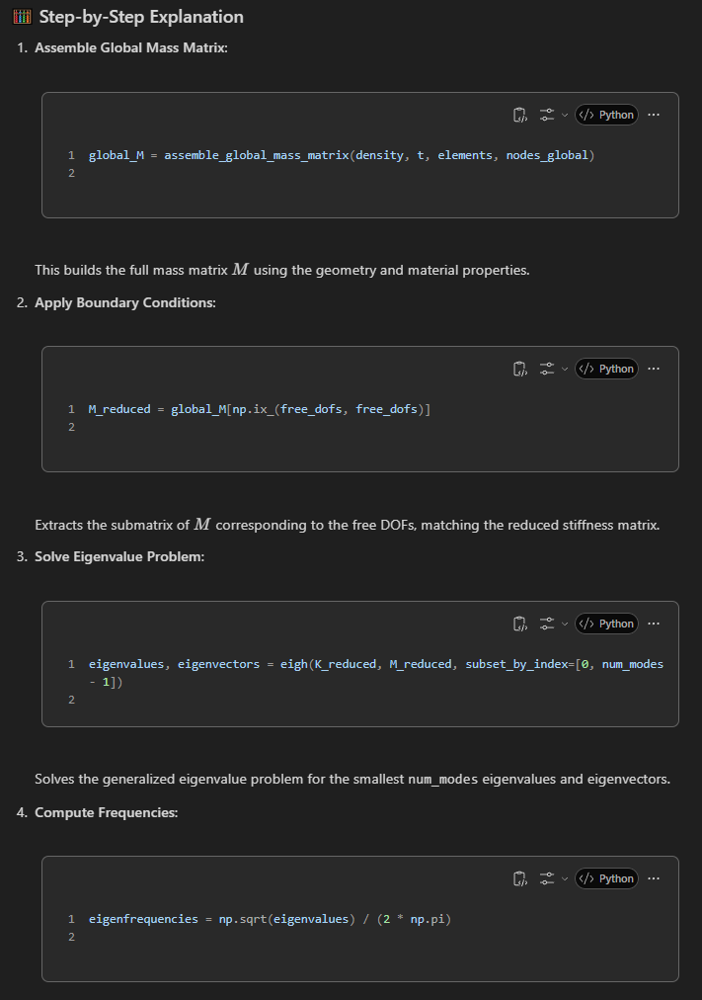 Step-by-Step Explanation
1. Assemble Global Mass Matrix:
</> Python ...
1 global_M = assemble_global_mass_matrix(density, t, elements, nodes_global)
2
This builds the full mass matrix M using the geometry and material properties.
2. Apply Boundary Conditions:
</> Python ...
1 M_reduced = global_M[np.ix_(free_dofs, free_dofs)]
2
Extracts the submatrix of M corresponding to the free DOFs, matching the reduced stiffness matrix.
3. Solve Eigenvalue Problem:
</> Python ...
1 eigenvalues, eigenvectors = eigh(K_reduced, M_reduced, subset_by_index=[0, num_modes
- 1])
2
Solves the generalized eigenvalue problem for the smallest num_modes eigenvalues and eigenvectors.
4. Compute Frequencies:
</> Python ...
1 eigenfrequencies = np.sqrt(eigenvalues) / (2 * np.pi)
2